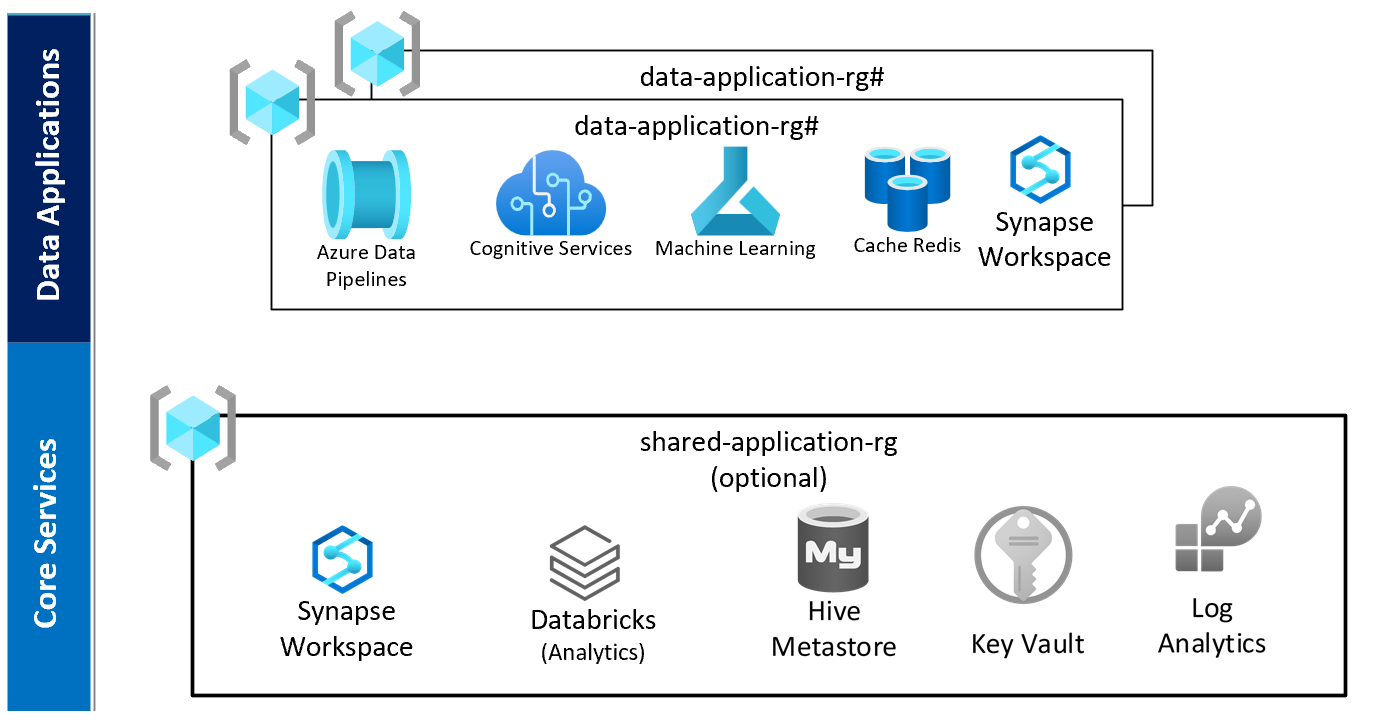 Data Applications
data-application-rg#
data-application-rg#
Azure Data
Pipelines
Cognitive Services
Machine Learning
Cache Redis
Synapse
Workspace
Core Services
shared-application-rg
(optional)
Synapse
Workspace
Databricks
(Analytics)
My
Hive
Metastore
Key Vault
Log
Analytics